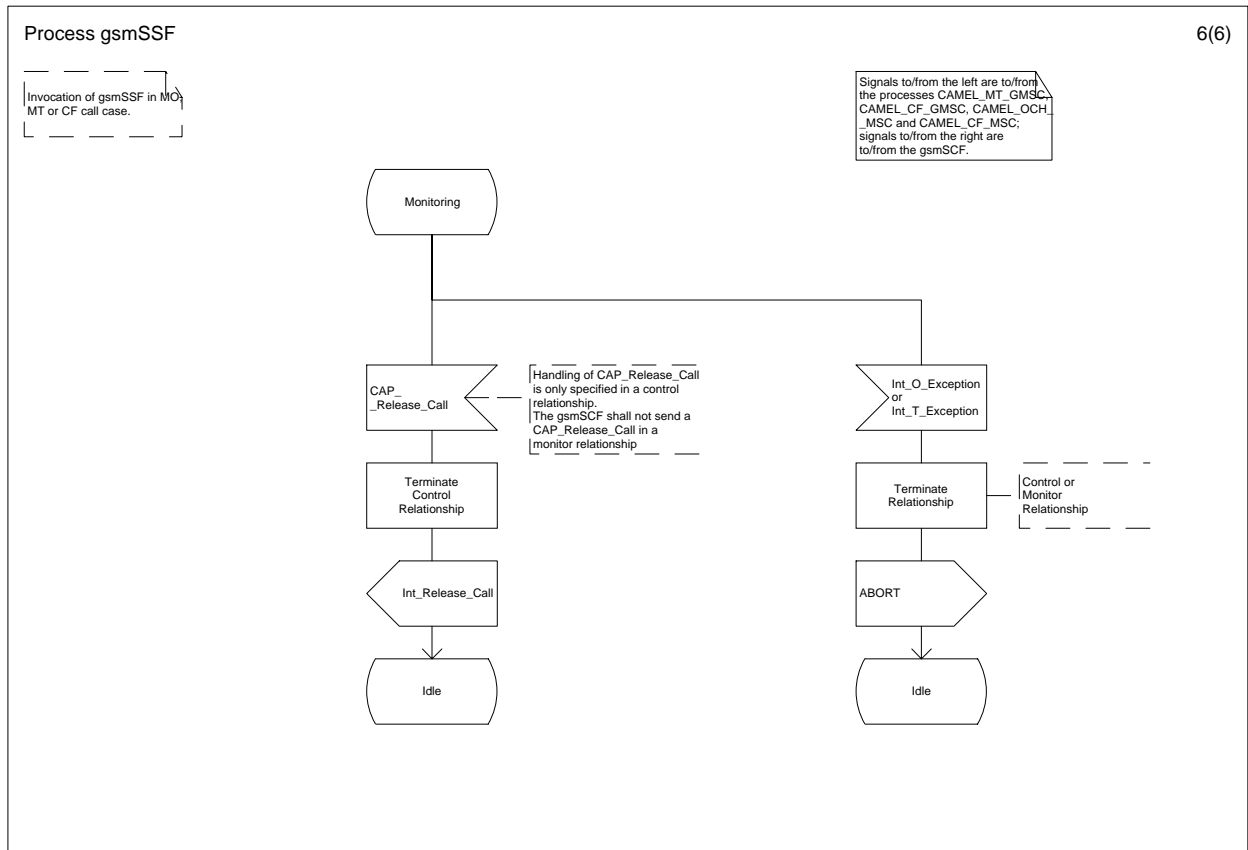 Process gsmSSF
6(6)
Invocation of gsmSSF in MO,
MT or CF call case.
Signals to/from the left are to/from
the processes CAMEL_MT_GMSC,
CAMEL_CF_GMSC, CAMEL_OCH_
_MSC and CAMEL_CF_MSC;
signals to/from the right are
to/from the gsmSCF.
Monitoring
CAP_
_Release_Call
Handling of CAP_Release_Call
is only specified in a control
relationship.
The gsmSCF shall not send a
CAP_Release_Call in a
monitor relationship
Int_O_Exception
or
Int_T_Exception
Terminate
Control
Relationship
Terminate
Relationship
Control or
Monitor
Relationship
Int_Release_Call
ABORT
Idle
Idle